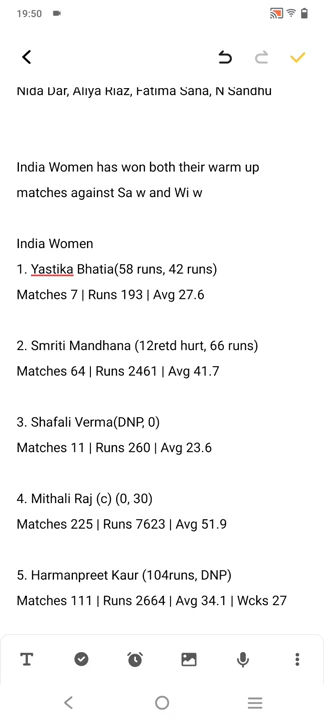 19:50
Nida Dar, Aliya Riaz, Fatima Sana, N Sandhu
India Women has won both their warm up
matches against Sa w and Wi w
India Women
1. Yastika Bhatia(58 runs, 42 runs)
Matches 7 | Runs 193 | Avg 27.6
2. Smriti Mandhana (12retd hurt, 66 runs)
Matches 64 | Runs 2461 | Avg 41.7
3. Shafali Verma(DNP, 0)
Matches 11 | Runs 260 | Avg 23.6
4. Mithali Raj (c) (0, 30)
Matches 225 | Runs 7623 | Avg 51.9
5. Harmanpreet Kaur (104runs, DNP)
Matches 111 | Runs 2664 | Avg 34.1 | Wcks 27
T